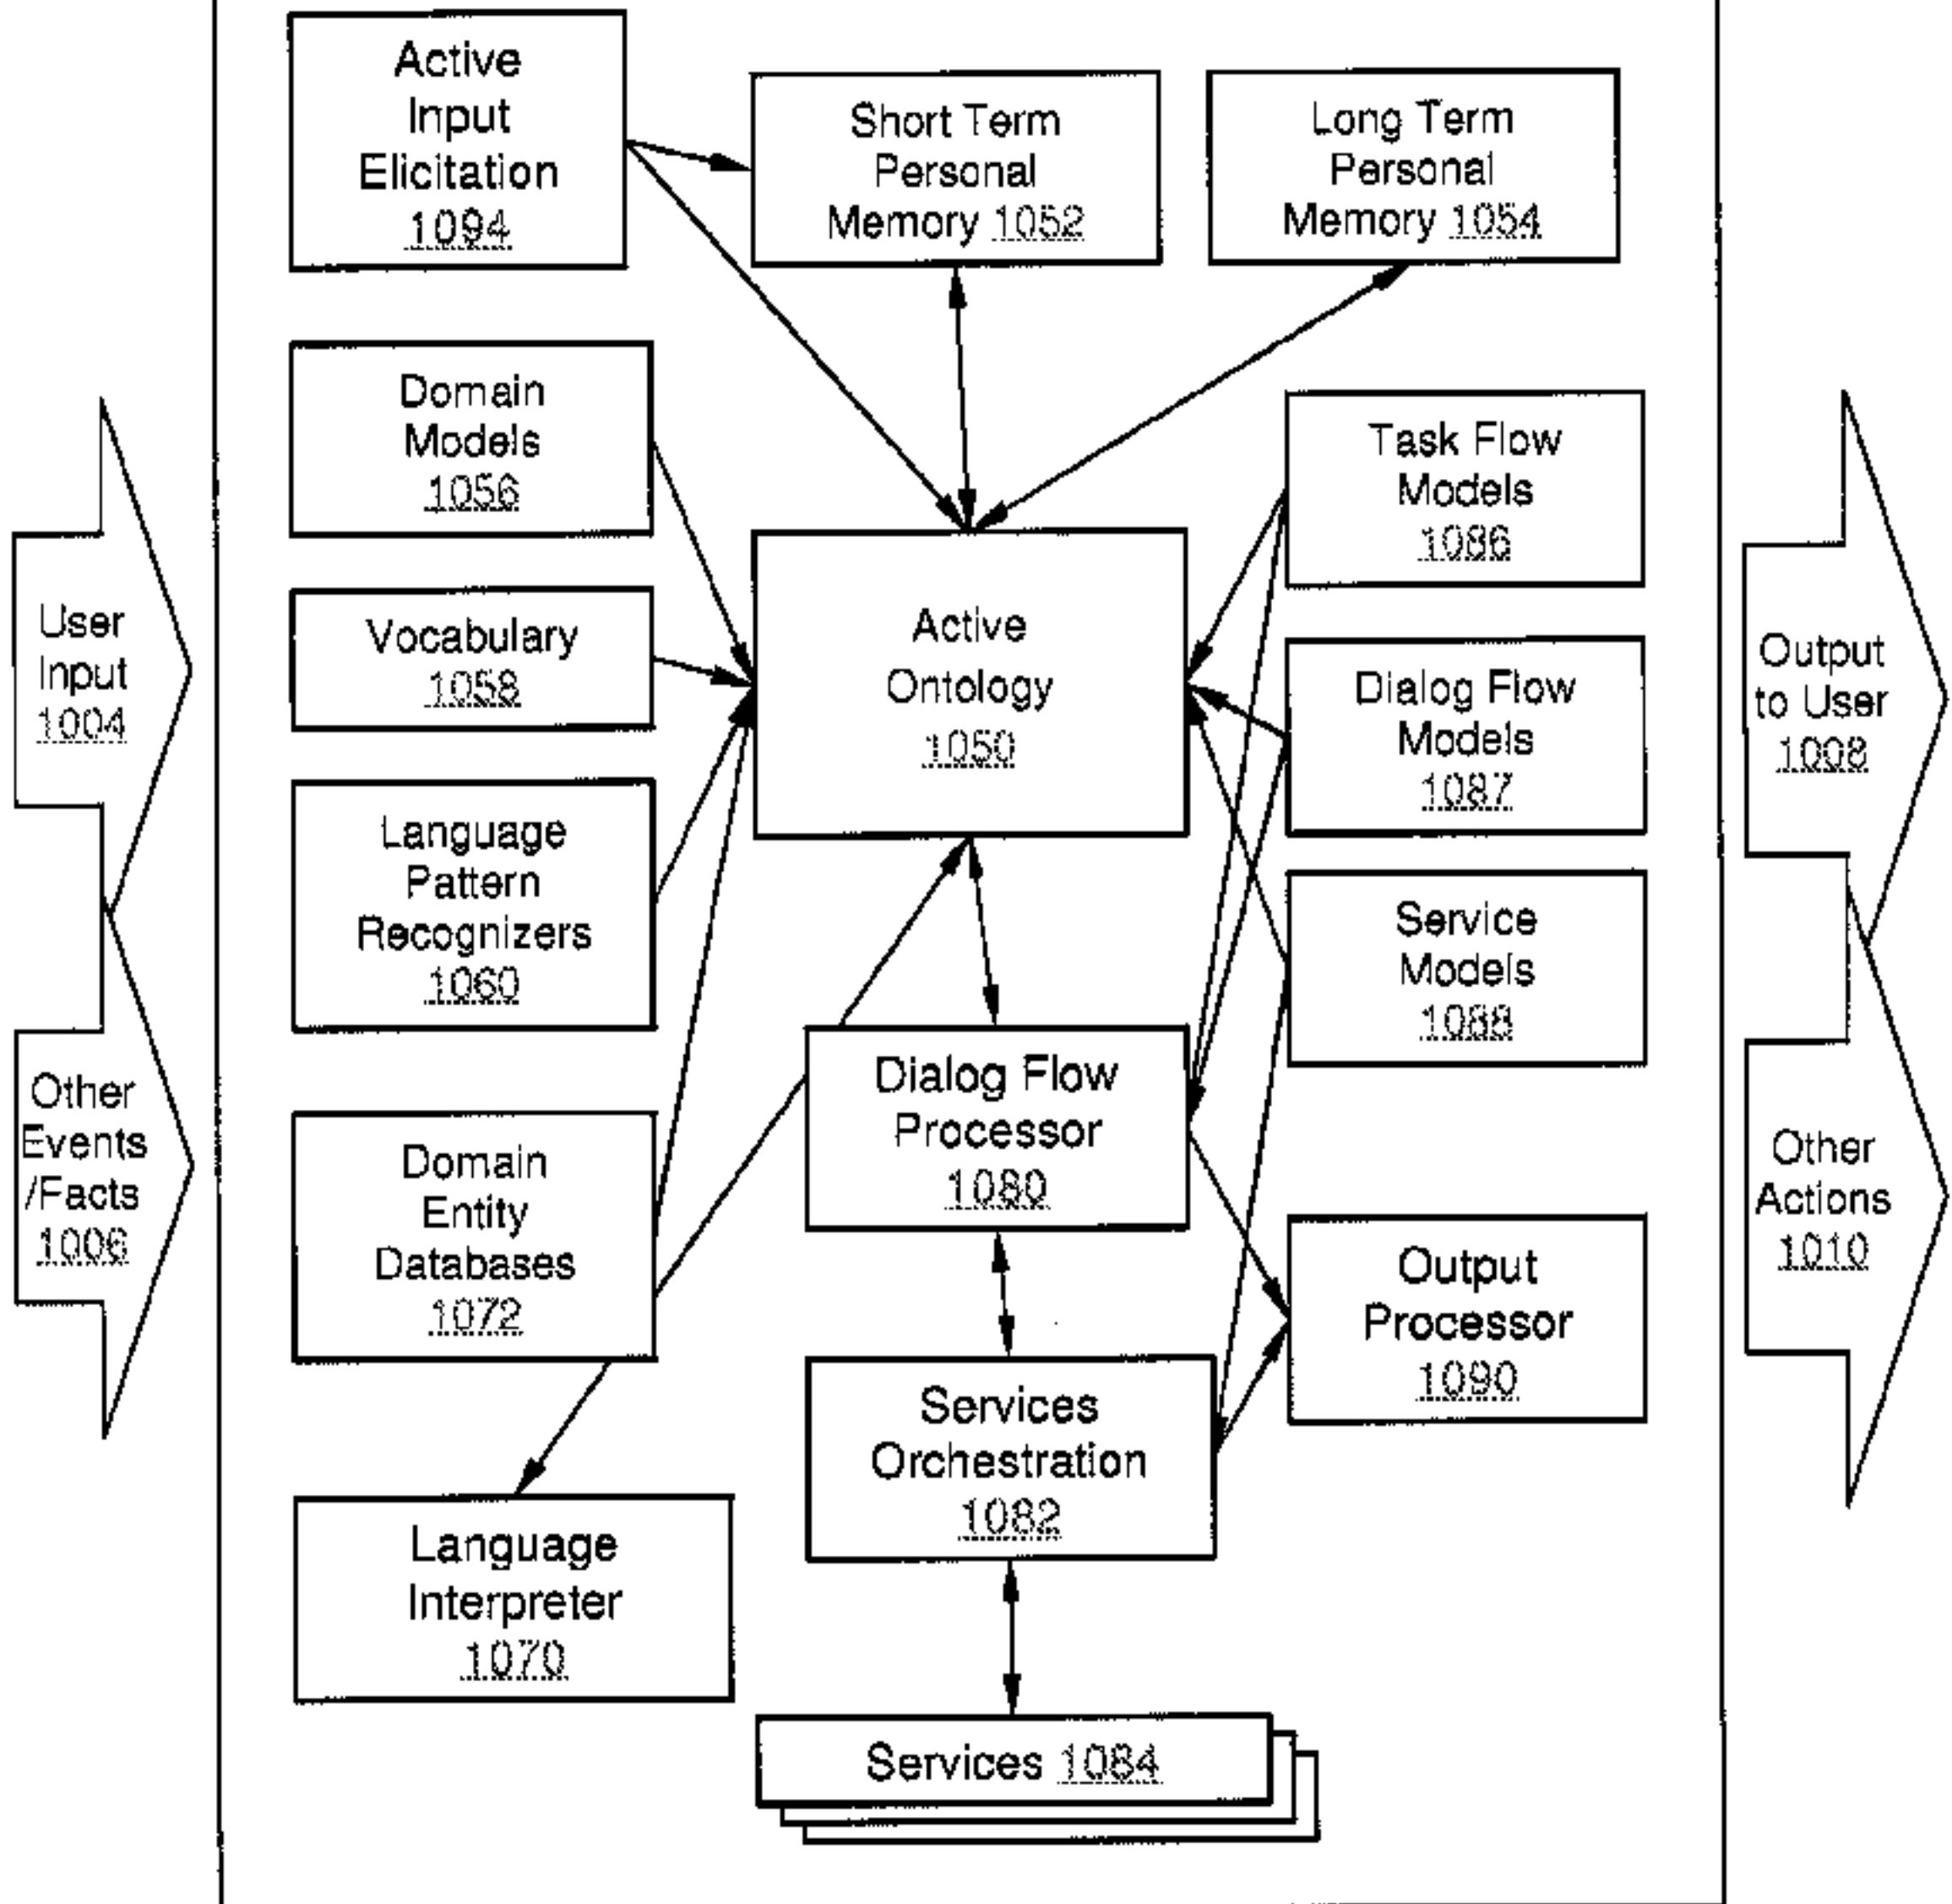 Active
Input
Elicitation
1094
Short Term
Personal
Memory 1052
Long Term
Personal
Memory 1054
Domain
Models
1056
Task Flow
Models
1086
User
Input
1004
Vocabulary
1058
Active
Ontology
1050
Dialog Flow
Models
1087
Output
to User
1008
Language
Pattern
Recognizers
1060
Service
Models
1088
Other
Events
/Facts
1006
Domain
Entity
Databases
1072
Dialog Flow
Processor
1080
Output
Processor
1090
Other
Actions
1010
Services
Orchestration
1082
Language
Interpreter
1070
Services 1084